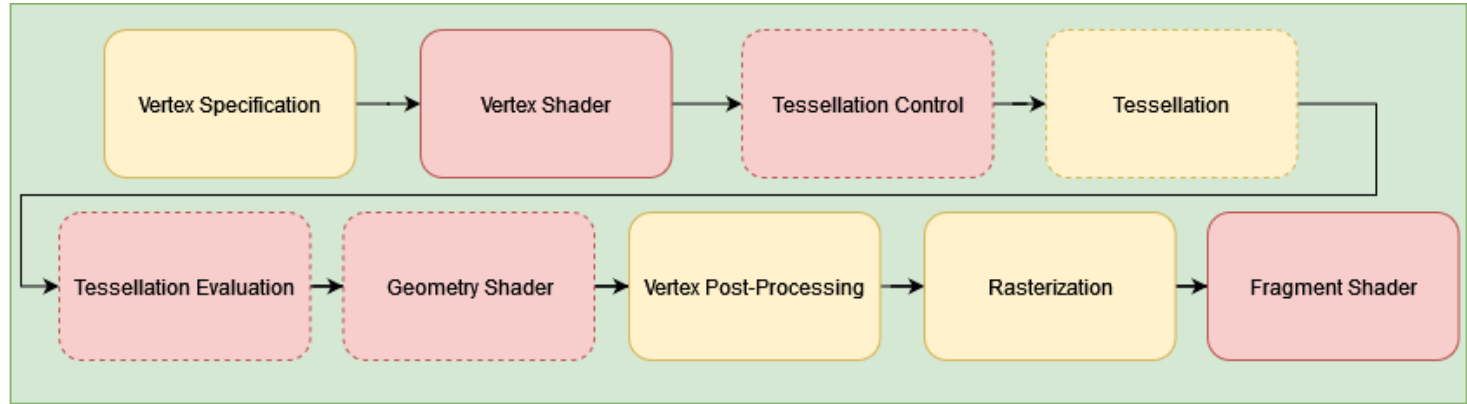 Vertex Specification
Vertex Shader
Tessellation Control
Tessellation
Tessellation Evaluation
Geometry Shader
Vertex Post-Processing
Rasterization
Fragment Shader